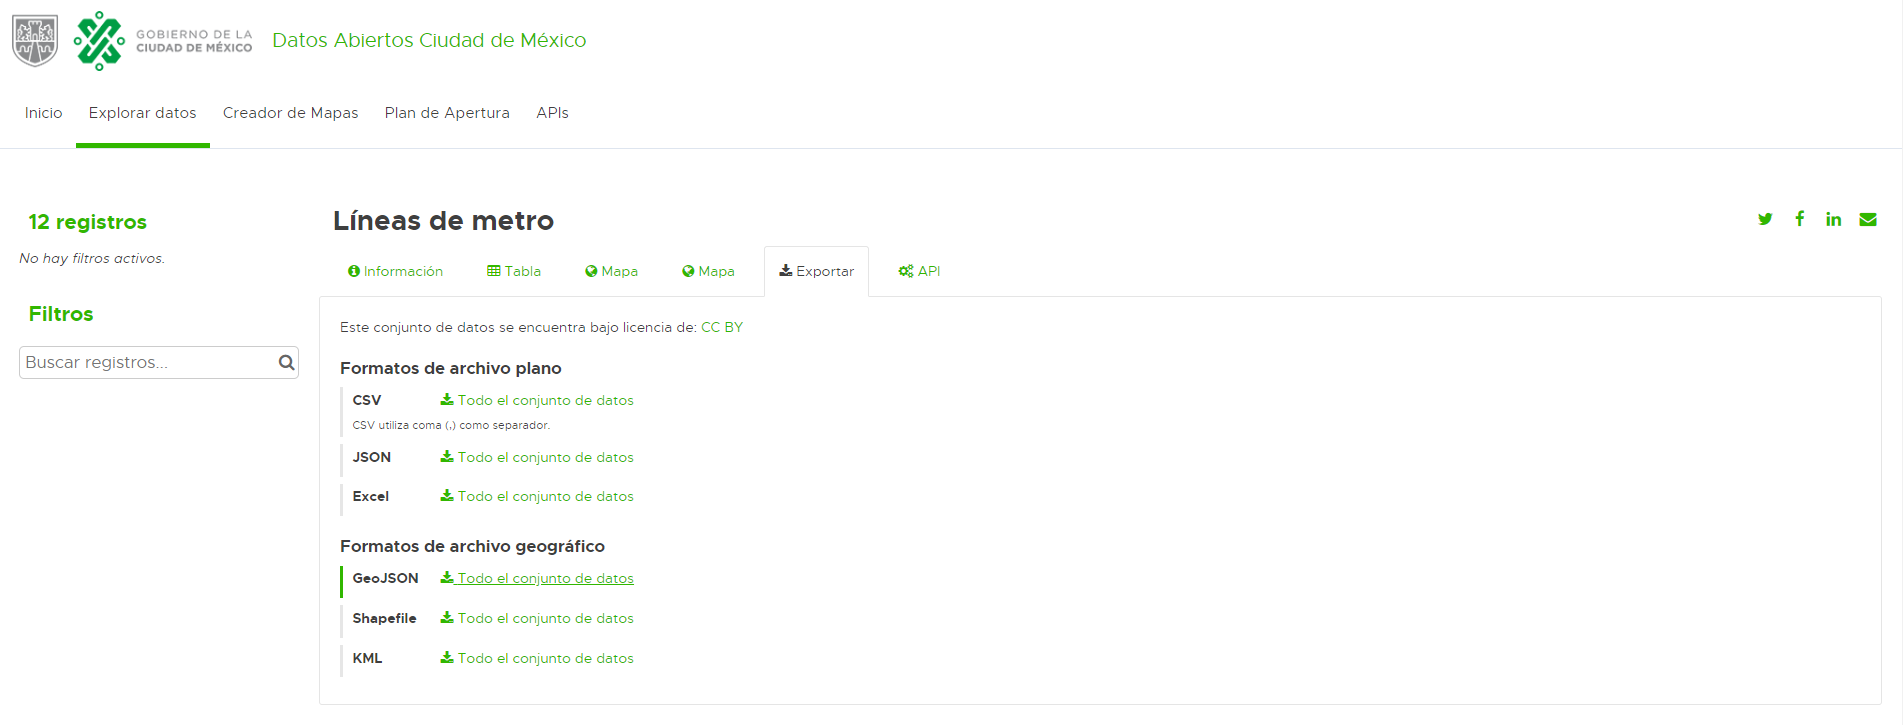 GOBIERNO DE LA
CIUDAD DE MÉXICO
Datos Abiertos Ciudad de México
Inicio Explorar datos Creador de Mapas Plan de Apertura APIs
12 registros
No hay filtros activos.
Filtros
Buscar registros...
Líneas de metro
Información Tabla Mapa Mapa Exportar API
Este conjunto de datos se encuentra bajo licencia de: CC BY
Formatos de archivo plano
CSV Todo el conjunto de datos
CSV utiliza coma (,) como separador.
JSON Todo el conjunto de datos
Excel Todo el conjunto de datos
Formatos de archivo geográfico
GeoJSON Todo el conjunto de datos
Shapefile Todo el conjunto de datos
KML Todo el conjunto de datos